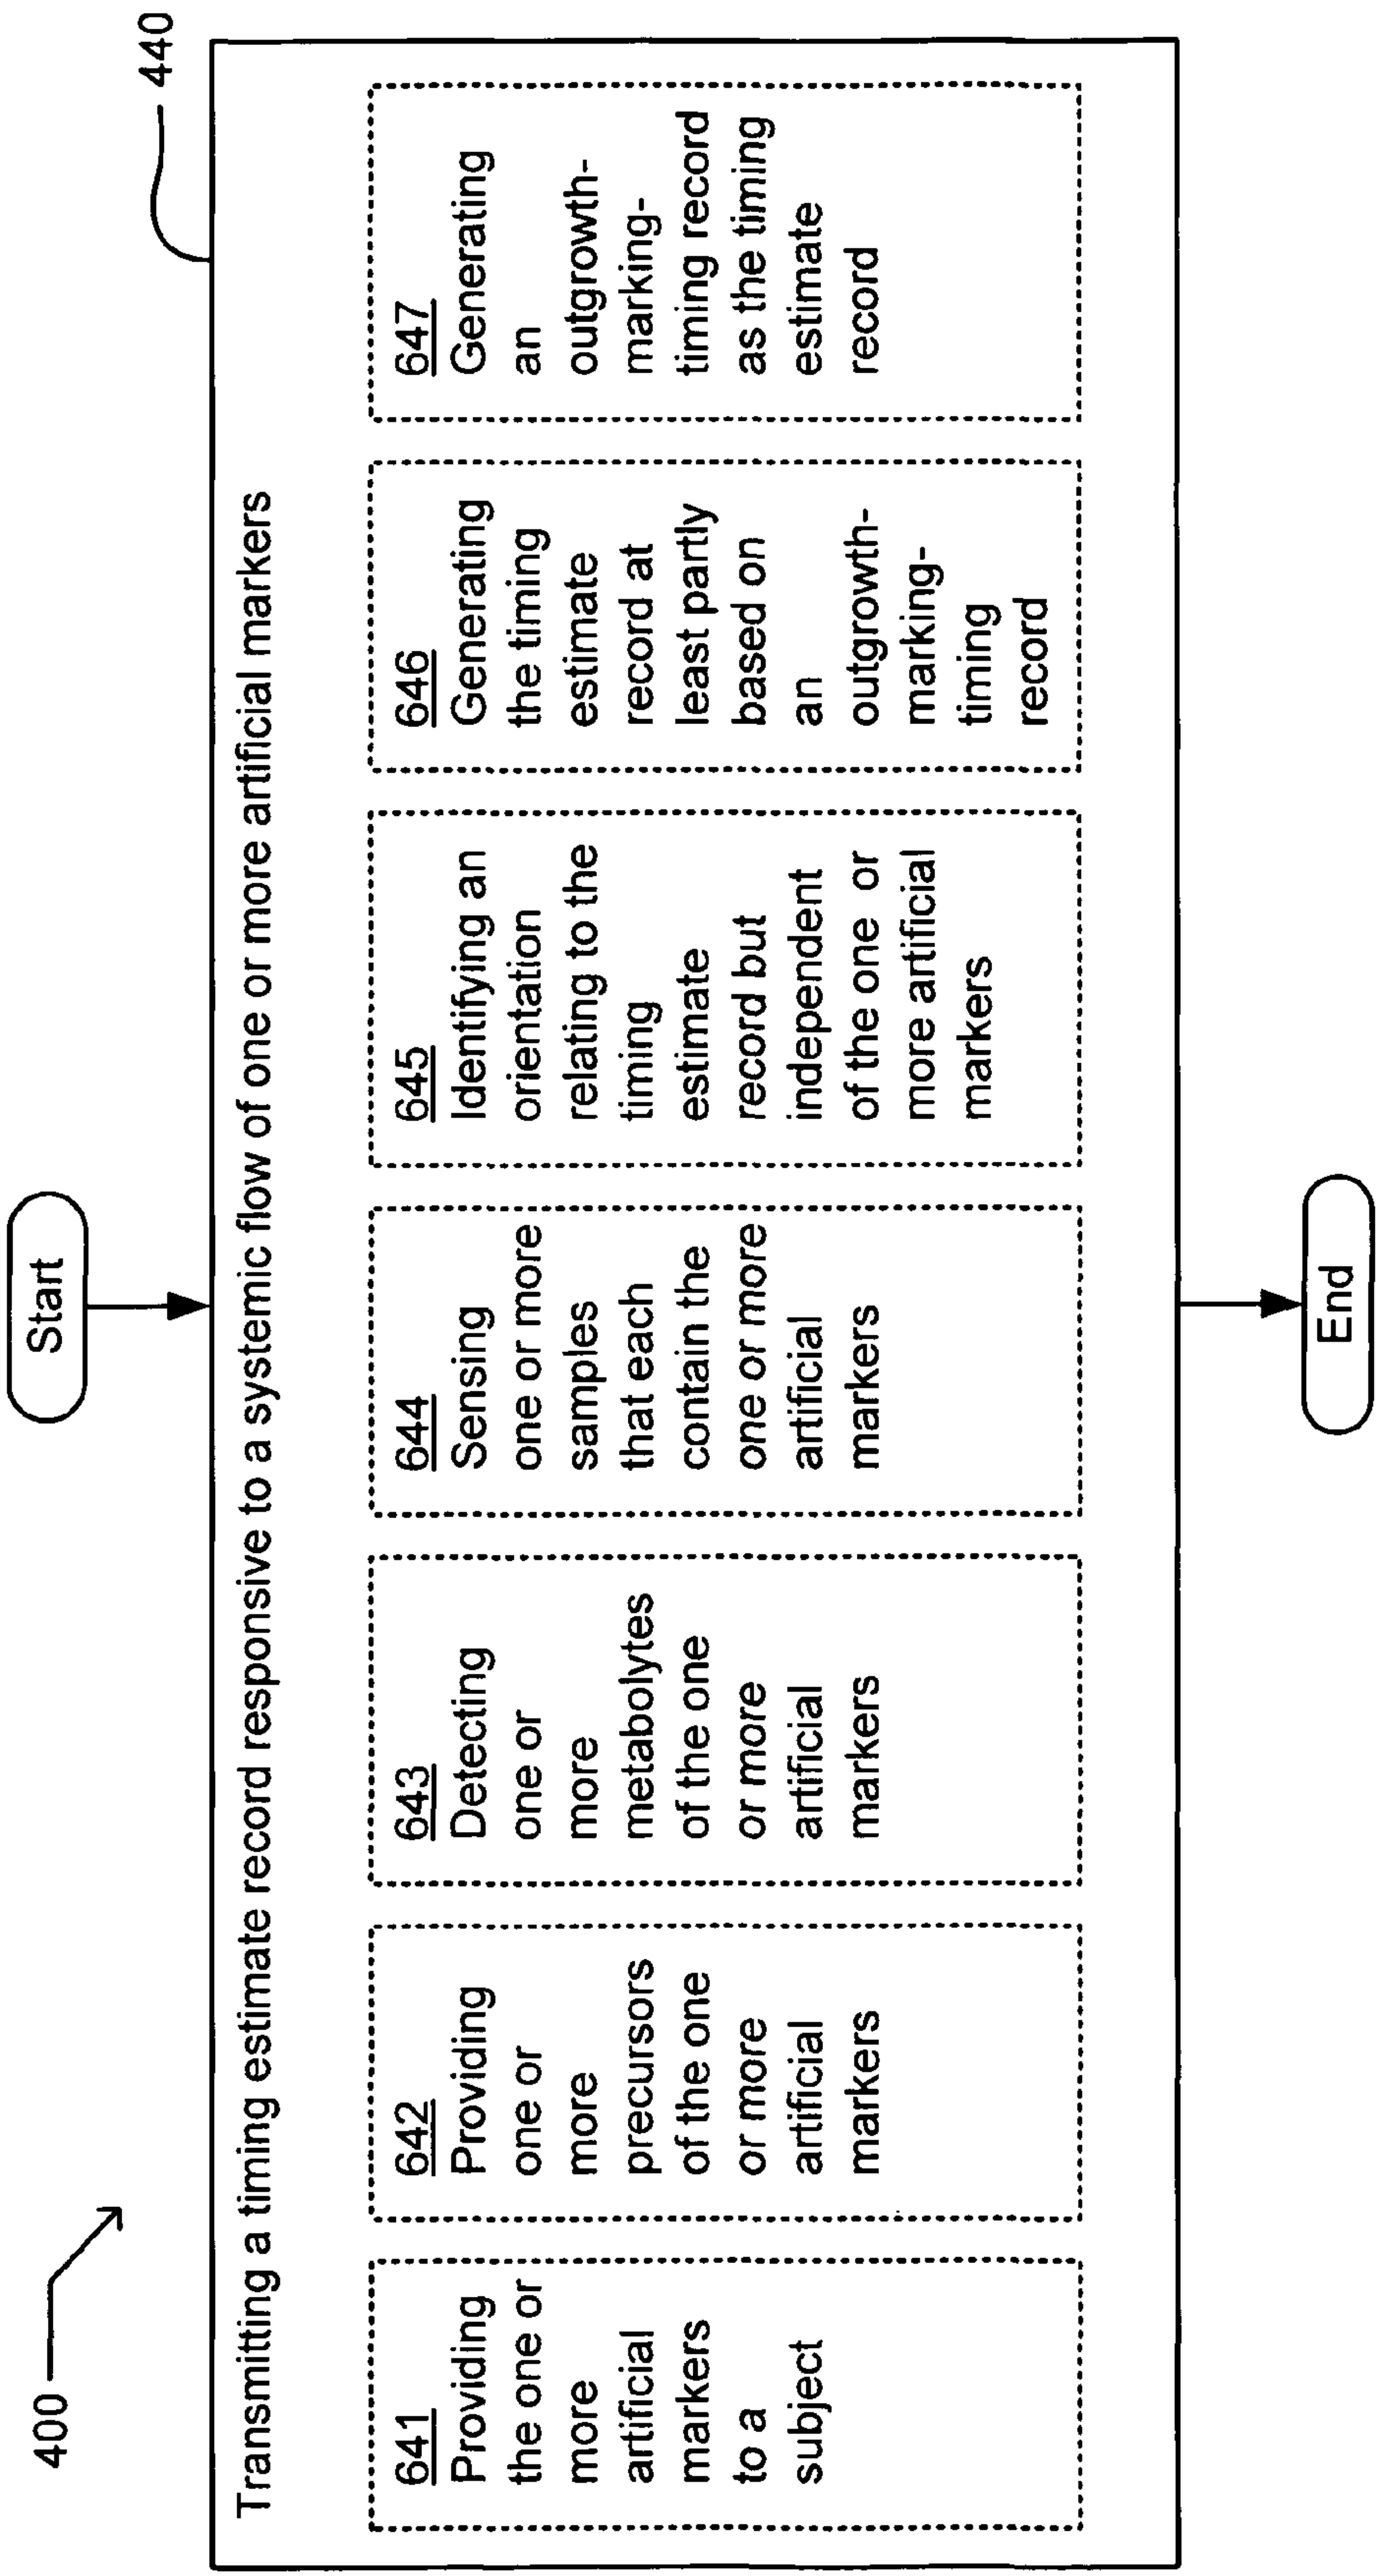 400
Start
440
Transmitting a timing estimate record responsive to a systemic flow of one or more artificial markers
641
Providing
the one or
more
artificial
markers
to a
subject
642
Providing
one or
more
precursors
of the one
or more
artificial
markers
643
Detecting
one or
more
metabolytes
of the one
or more
artificial
markers
644
Sensing
one or more
samples
that each
contain the
one or more
artificial
markers
645
Identifying an
orientation
relating to the
timing
estimate
record but
independent
of the one or
more artificial
markers
646
Generating
the timing
estimate
record at
least partly
based on
an
outgrowth-
marking-
timing
record
647
Generating
an
outgrowth-
marking-
timing record
as the timing
estimate
record
End